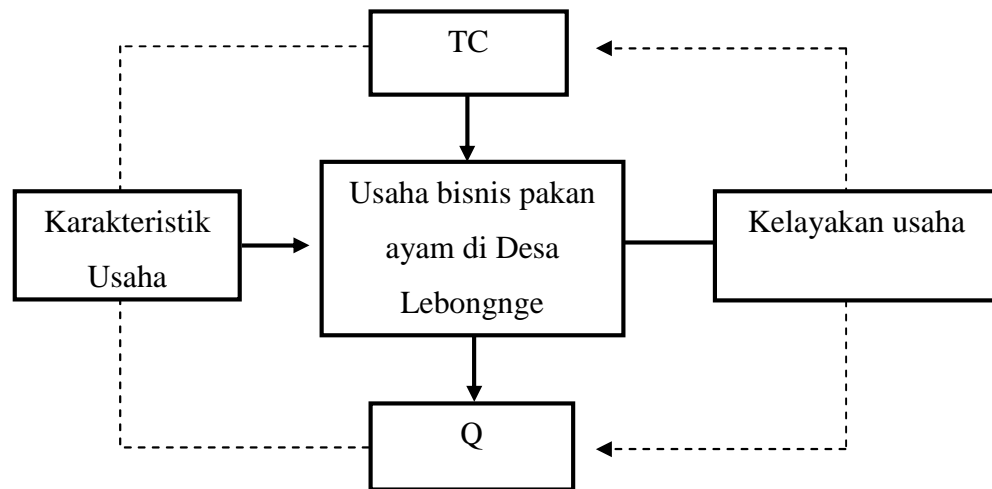 TC
Karakteristik
Usaha
Usaha bisnis pakan
ayam di Desa
Lebongnge
Kelayakan usaha
Q